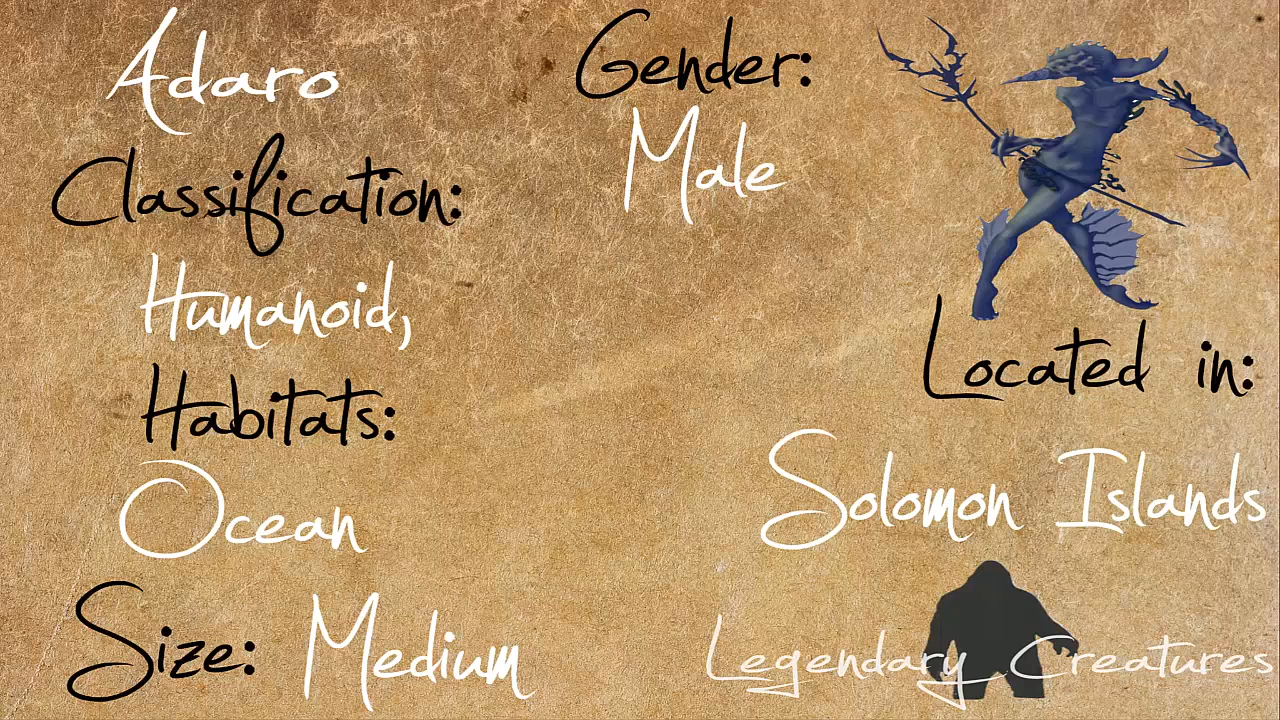 Adaro
Classification:
Humanoid,
Habitats:
Ocean
Size: Medium
Gender:
Male
Located in:
Solomon Islands
Legendary Creatures